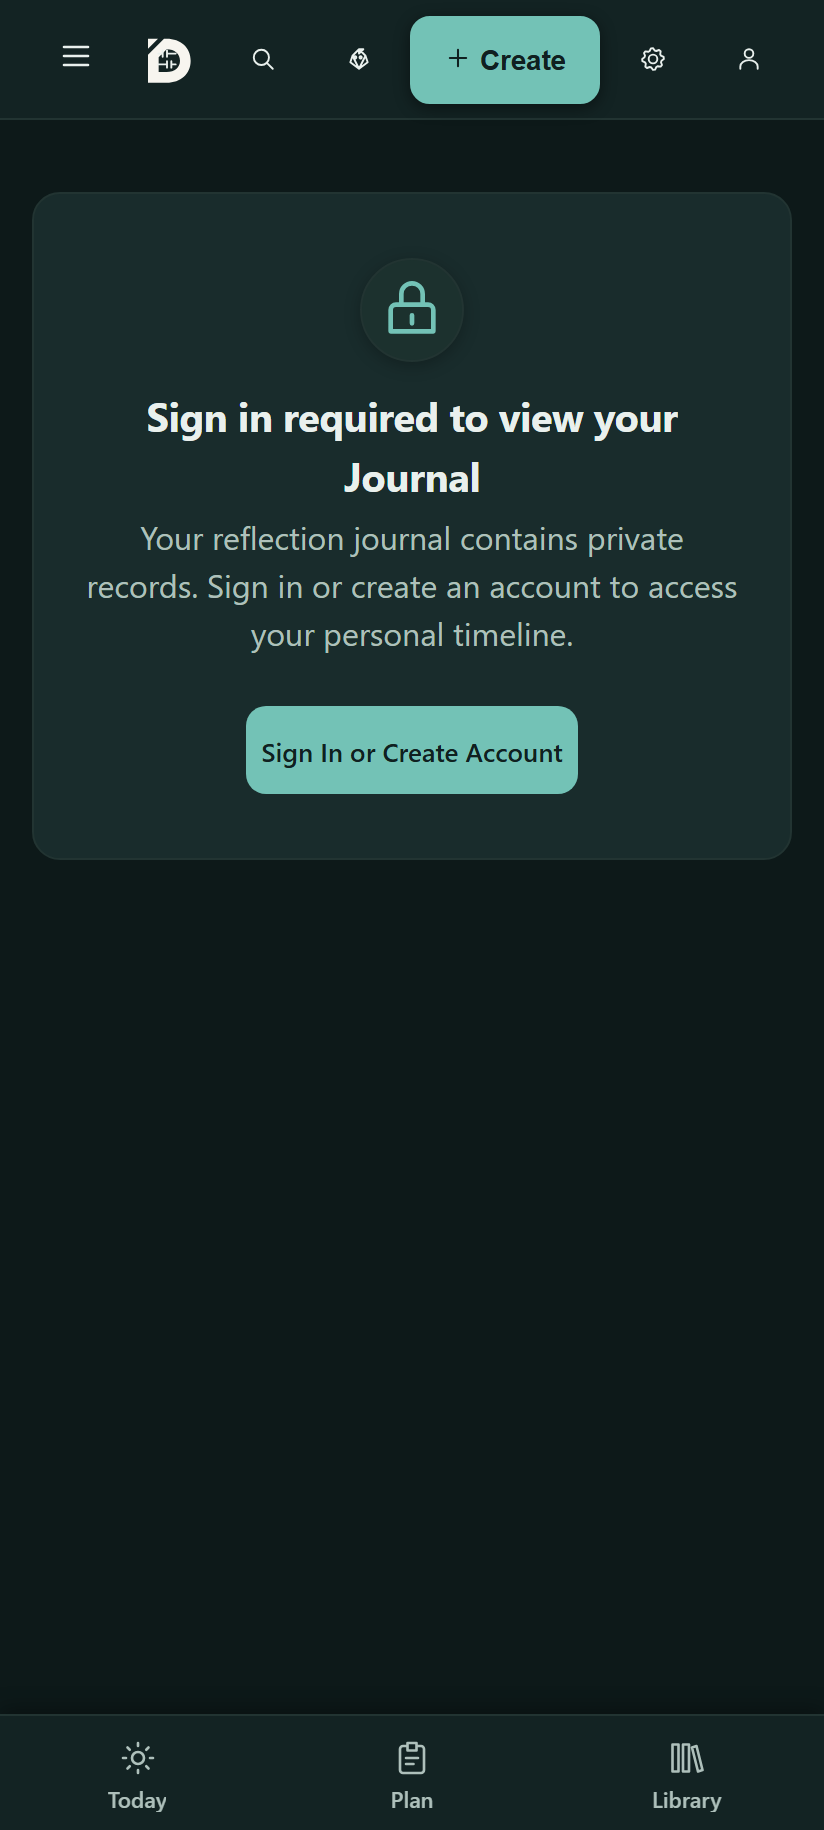 Create
Sign in required to view your
Journal
Your reflection journal contains private
records. Sign in or create an account to access
your personal timeline.
Sign In or Create Account
Today
Plan
Library